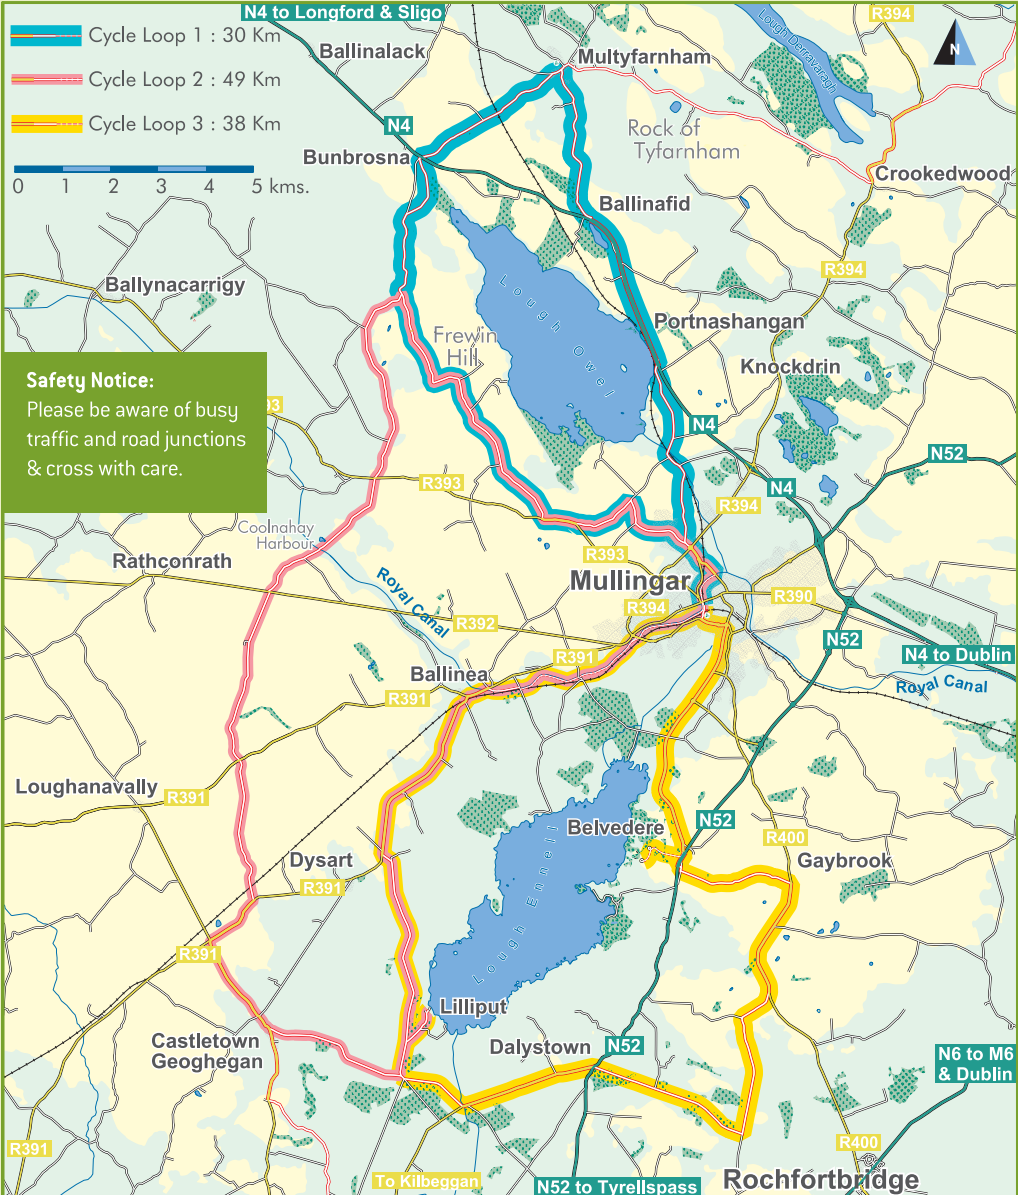 N4 to Longford & Sligo
R394
Cycle Loop 1 : 30 Km
Ballinalack
Multyfarnham
Lough Derravaragh
N
Cycle Loop 2 : 49 Km
Cycle Loop 3 : 38 Km
N4
Rock of
Tyfarnham
Bunbrosna
0 1 2 3 4 5 kms.
Crookedwood
Ballinafid
R394
Ballynacarrigy
Lough Owel
Portnashangan
Frewin
Hill
Knockdrin
Safety Notice:
Please be aware of busy
traffic and road junctions
& cross with care.
93
N4
N52
R393
N4
R394
Coolnahay
Harbour
R393
Rathconrath
Mullingar
Royal Canal
R390
R394
R392
N52
N4 to Dublin
R391
Ballinea
Royal Canal
R391
Loughanavally
R391
Belvedere
N52
R400
Lough Ennell
Dysart
Gaybrook
R391
R391
Lilliput
Castletown
Geoghegan
Dalystown
N52
N6 to M6
& Dublin
R391
R400
To Kilbeggan
N52 to Tyrellspass
Rochfortbridge